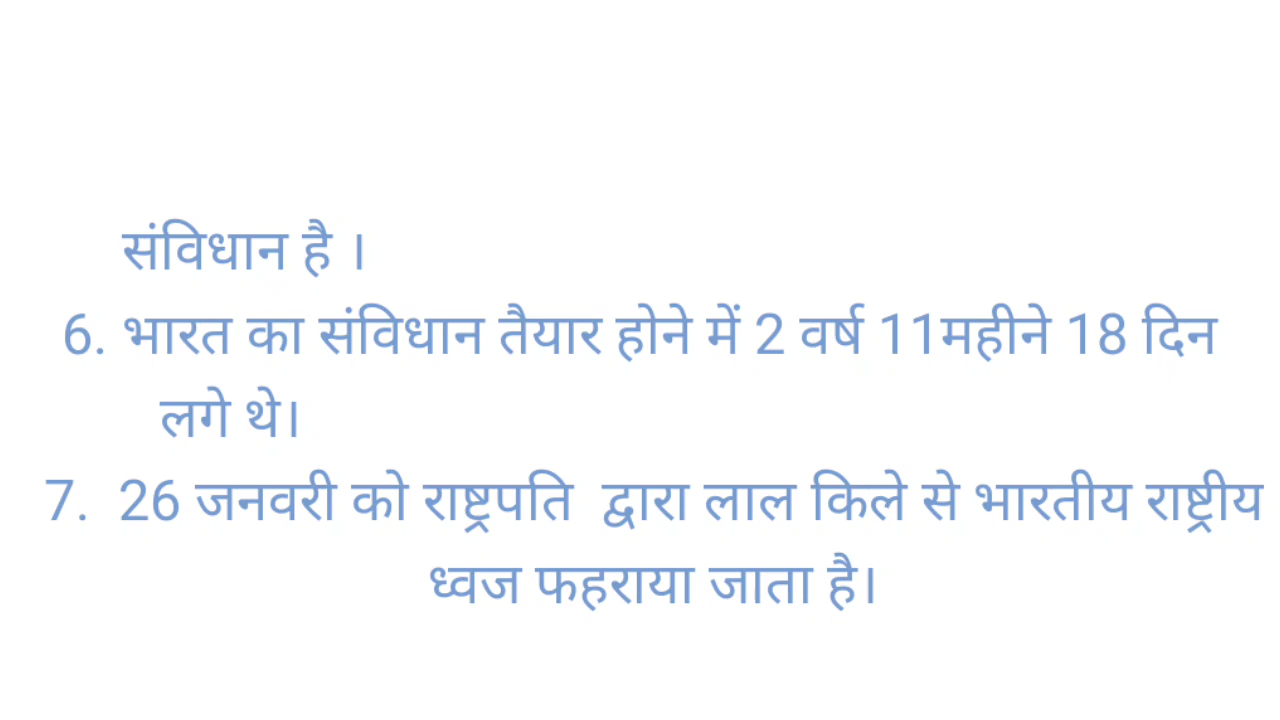 संविधान है ।
6. भारत का संविधान तैयार होने में 2 वर्ष 11महीने 18 दिन
लगे थे।
7. 26 जनवरी को राष्ट्रपति द्वारा लाल किले से भारतीय राष्ट्रीय
ध्वज फहराया जाता है।